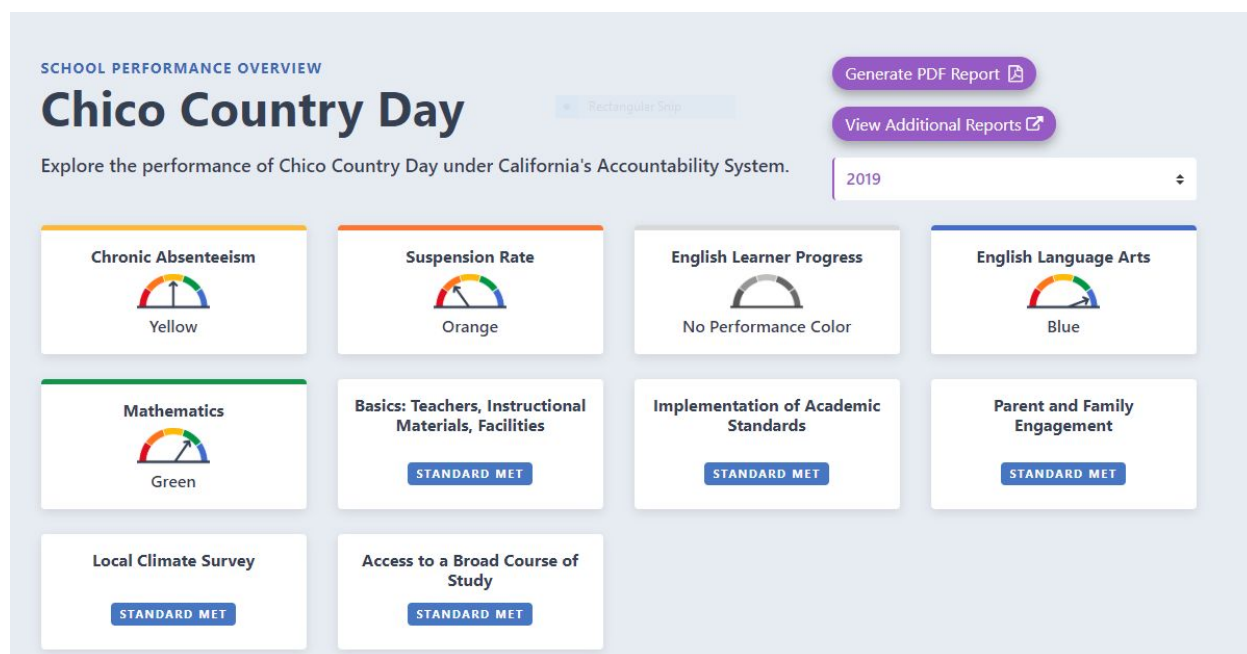 SCHOOL PERFORMANCE OVERVIEW
Chico Country Day
Explore the performance of Chico Country Day under California's Accountability System.
Generate PDF Report
View Additional Reports
2019
Rectangular Snip
Chronic Absenteeism
Yellow
Suspension Rate
Orange
English Learner Progress
No Performance Color
English Language Arts
Blue
Mathematics
Green
Basics: Teachers, Instructional
Materials, Facilities
STANDARD MET
Implementation of Academic
Standards
STANDARD MET
Parent and Family
Engagement
STANDARD MET
Local Climate Survey
STANDARD MET
Access to a Broad Course of
Study
STANDARD MET